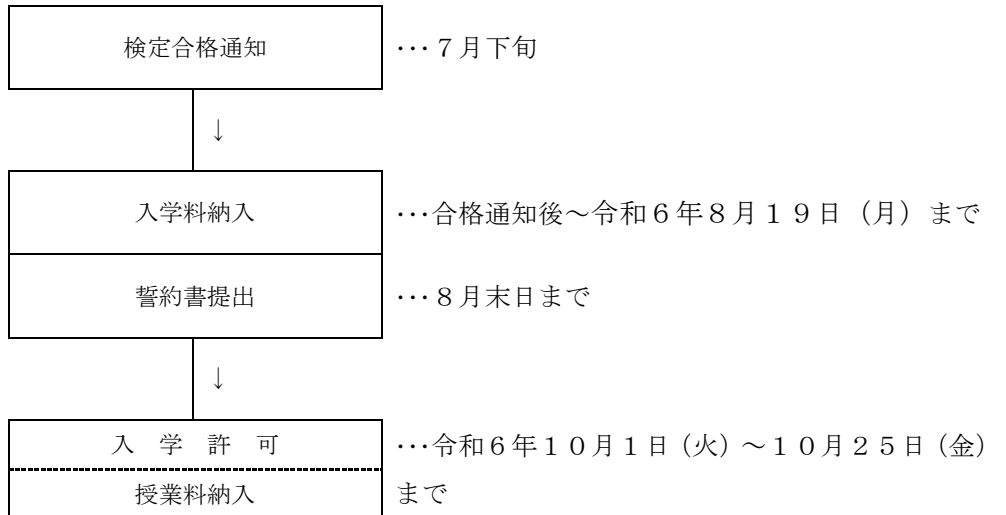 検定合格通知 ･･･７月下旬
↓
入学料納入 ･･･合格通知後～令和６年８月１９日（月）まで
誓約書提出 ･･･８月末日まで
↓
入　学　許　可 ･･･令和６年１０月１日（火）～１０月２５日（金）
授業料納入 まで